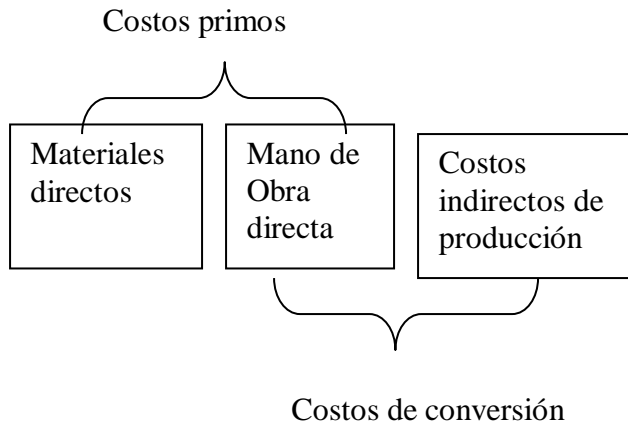 Costos primos
Materiales
directos
Mano de
Obra
directa
Costos
indirectos de
producción
Costos de conversión